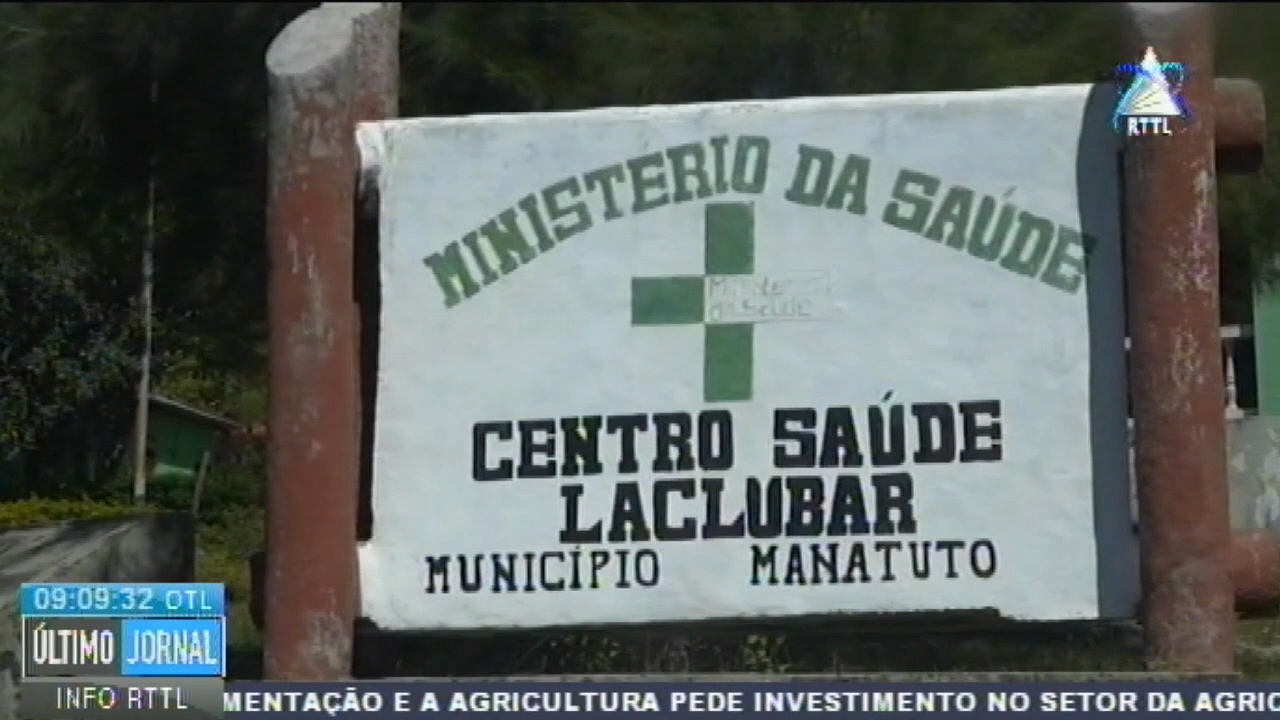 RTTL
MINISTERIO DA SAÚDE
da Saúde
CENTRO SAÚDE
LACLUBAR
MUNICÍPIO MANATUTO
09:09:32 OTL
ÚLTIMO JORNAL
INFO RTTL
MENTAÇÃO E A AGRICULTURA PEDE INVESTIMENTO NO SETOR DA AGRIC